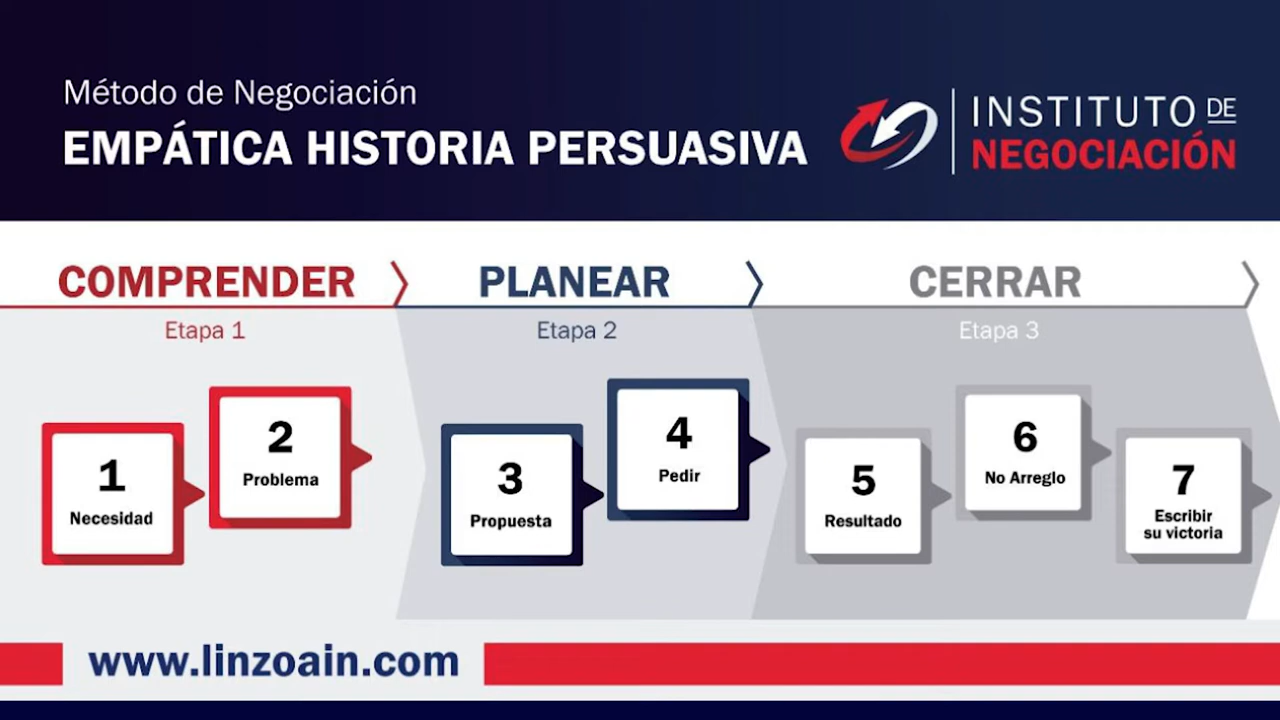 Método de Negociación
EMPÁTICA HISTORIA PERSUASIVA
INSTITUTO DE
NEGOCIACIÓN
COMPRENDER
PLANEAR
CERRAR
Etapa 1
Etapa 2
Etapa 3
1
Necesidad
2
Problema
3
Propuesta
4
Pedir
5
Resultado
6
No Arreglo
7
Escribir
su victoria
www.linzoain.com